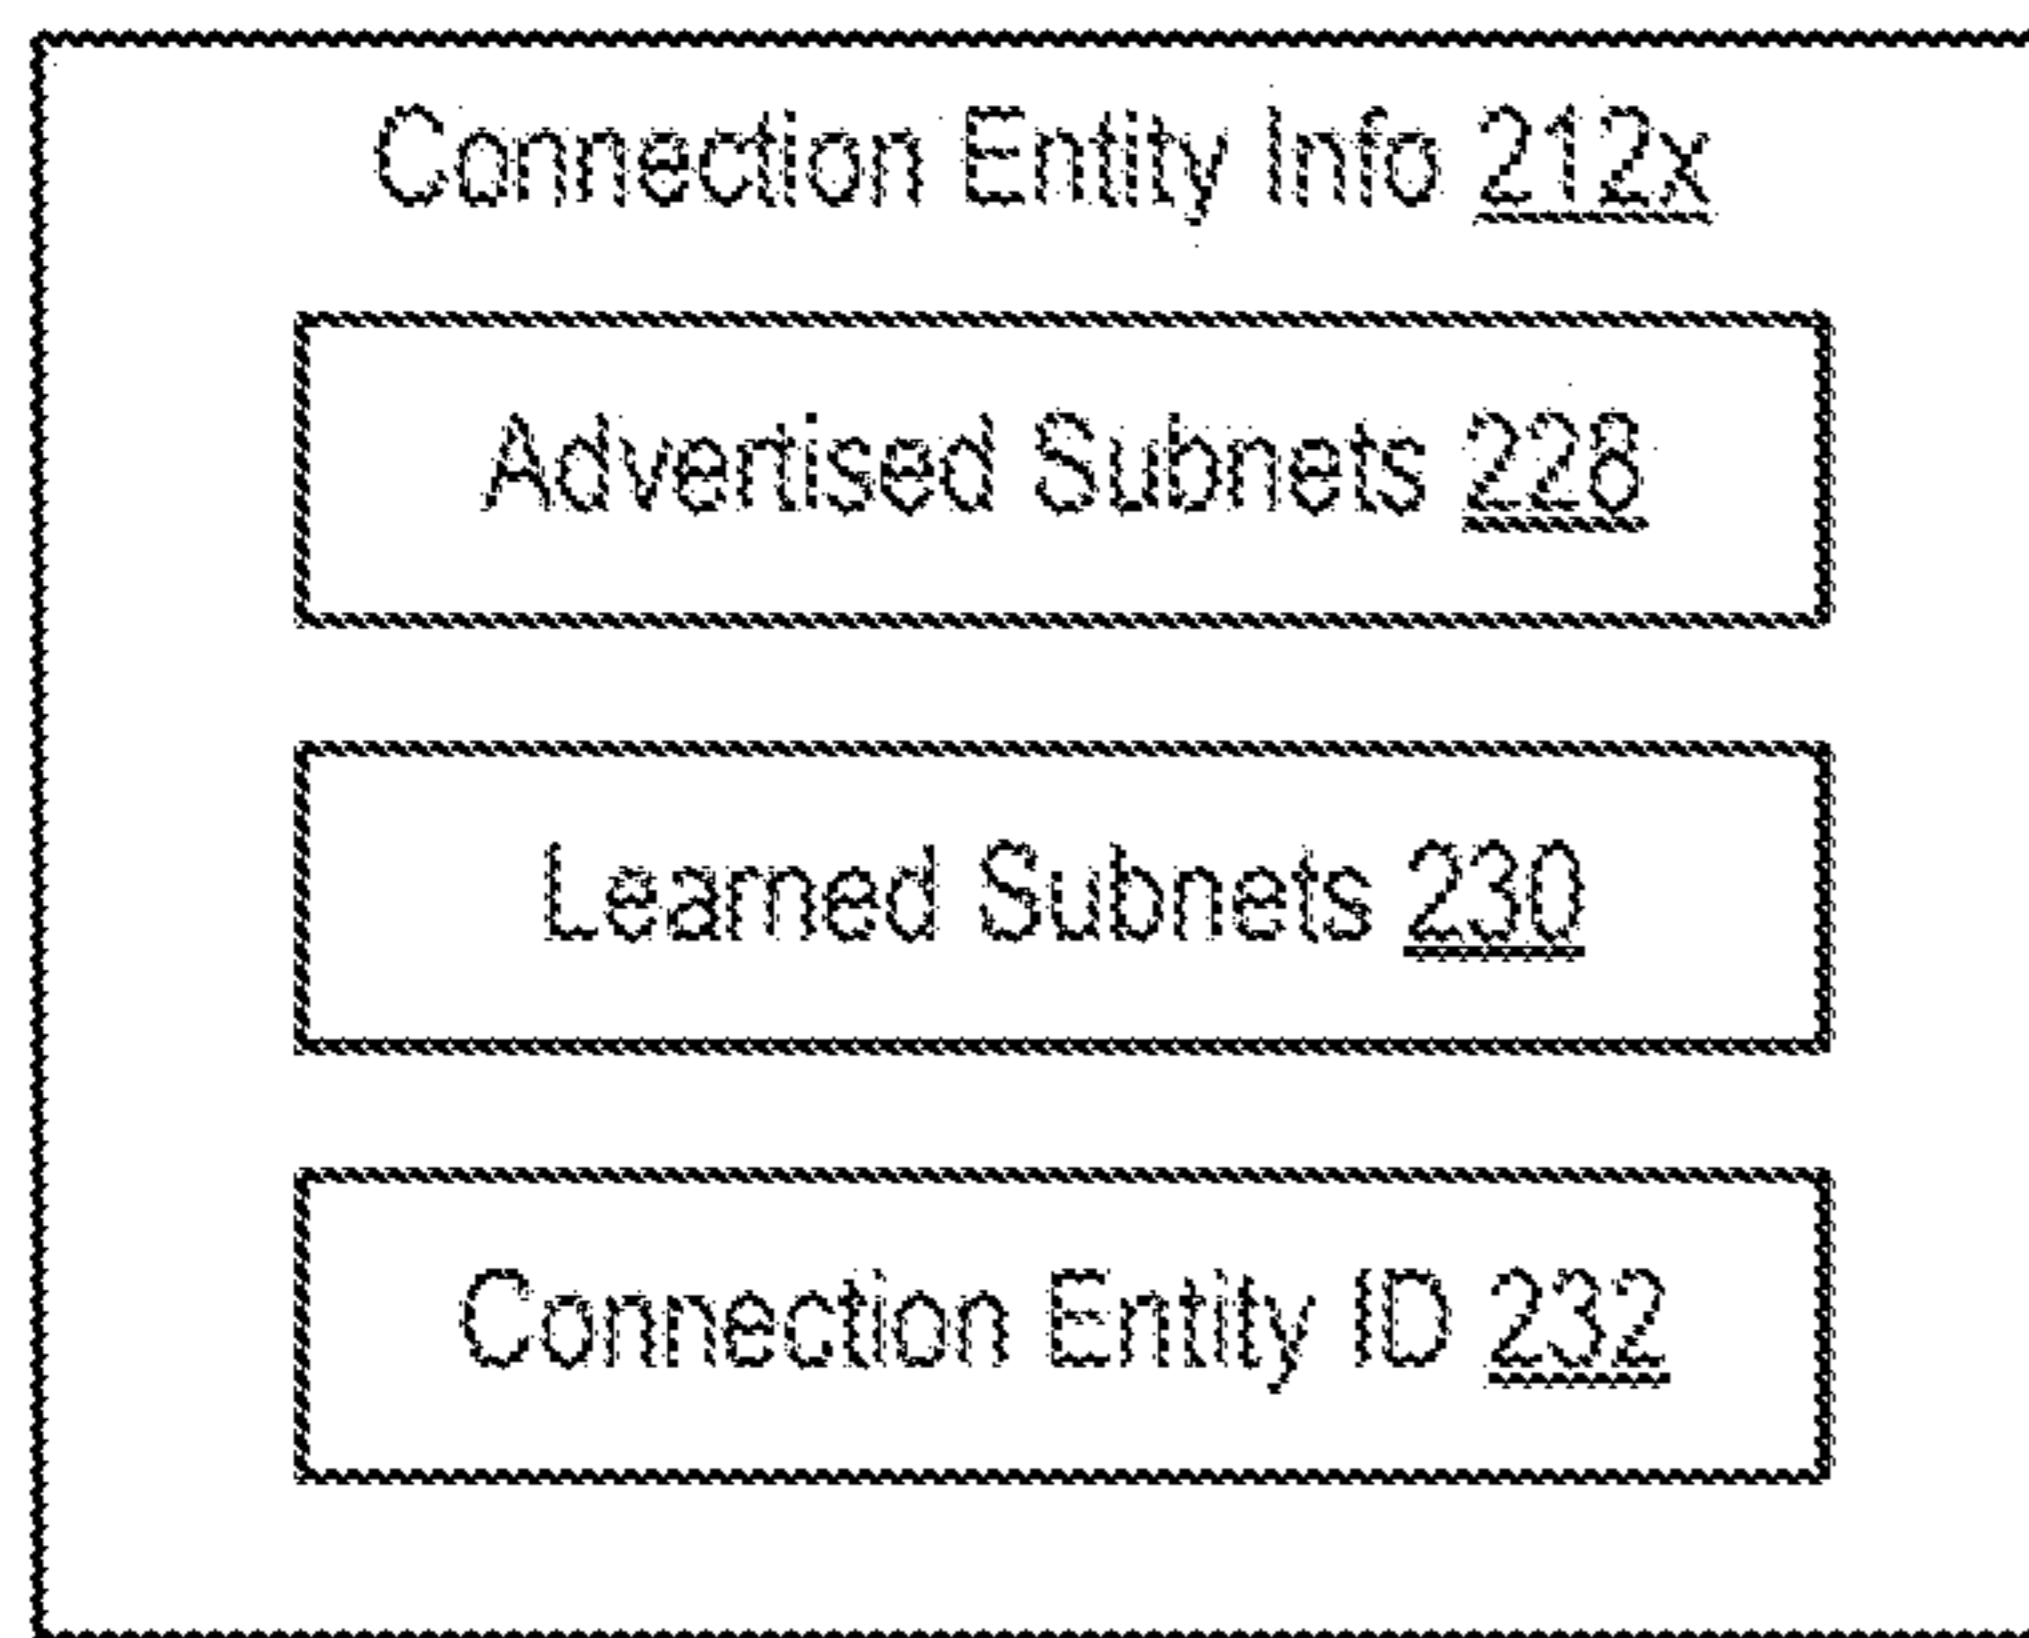 Connection Entity Info 212x
Advertised Subnets 228
Learned Subnets 230
Connection Entity ID 232